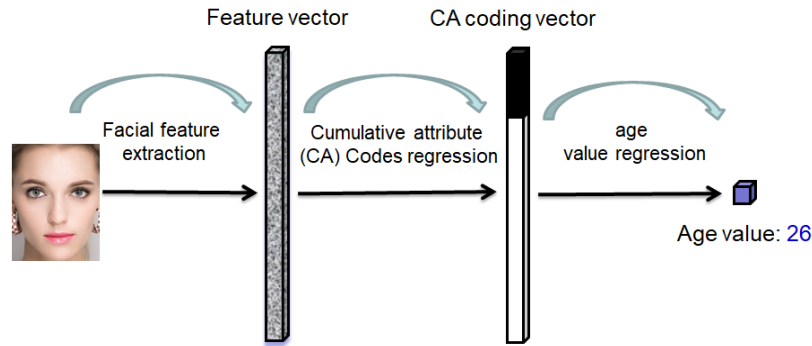 Feature vector
CA coding vector
Facial feature
extraction
Cumulative attribute
(CA) Codes regression
age
value regression
Age value: 26